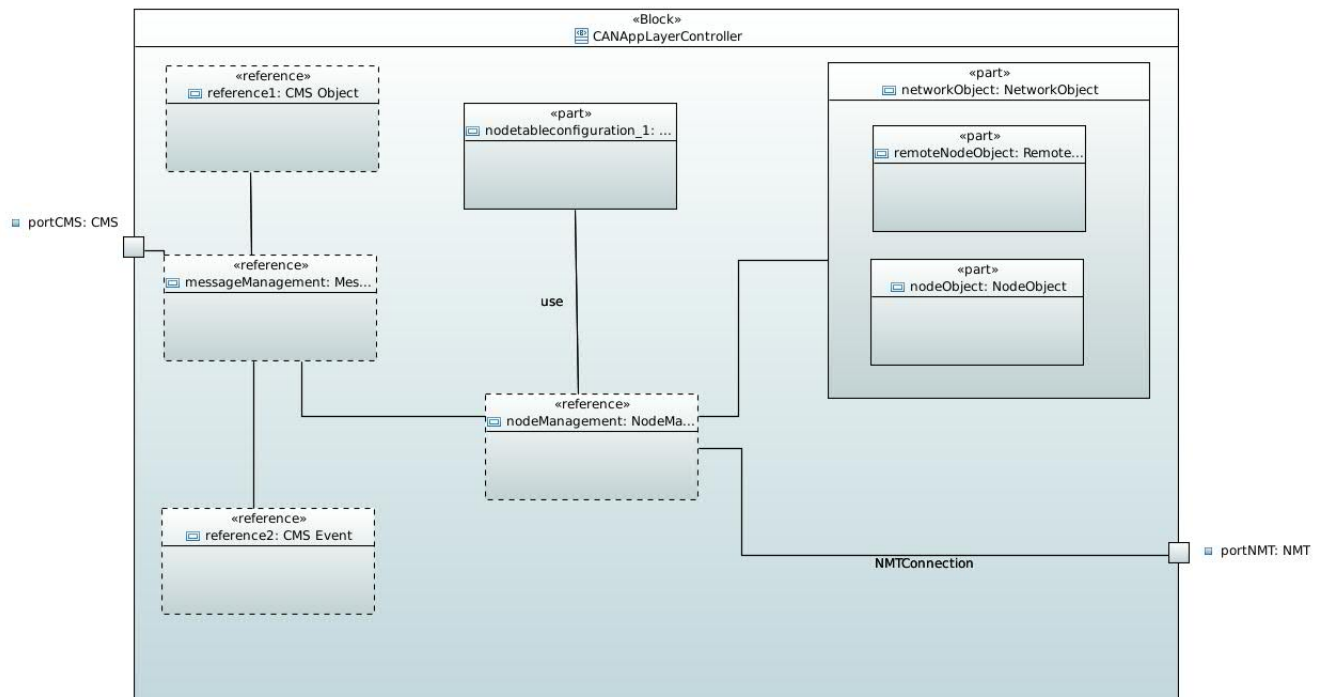 «Block»
CANAppLayerController
«reference»
reference1: CMS Object
«part»
nodetableconfiguration_1: ...
«part»
networkObject: NetworkObject
«part»
remoteNodeObject: Remote...
portCMS: CMS
«reference»
messageManagement: Mes...
«part»
nodeObject: NodeObject
use
«reference»
nodeManagement: NodeMa...
«reference»
reference2: CMS Event
portNMT: NMT
NMTConnection